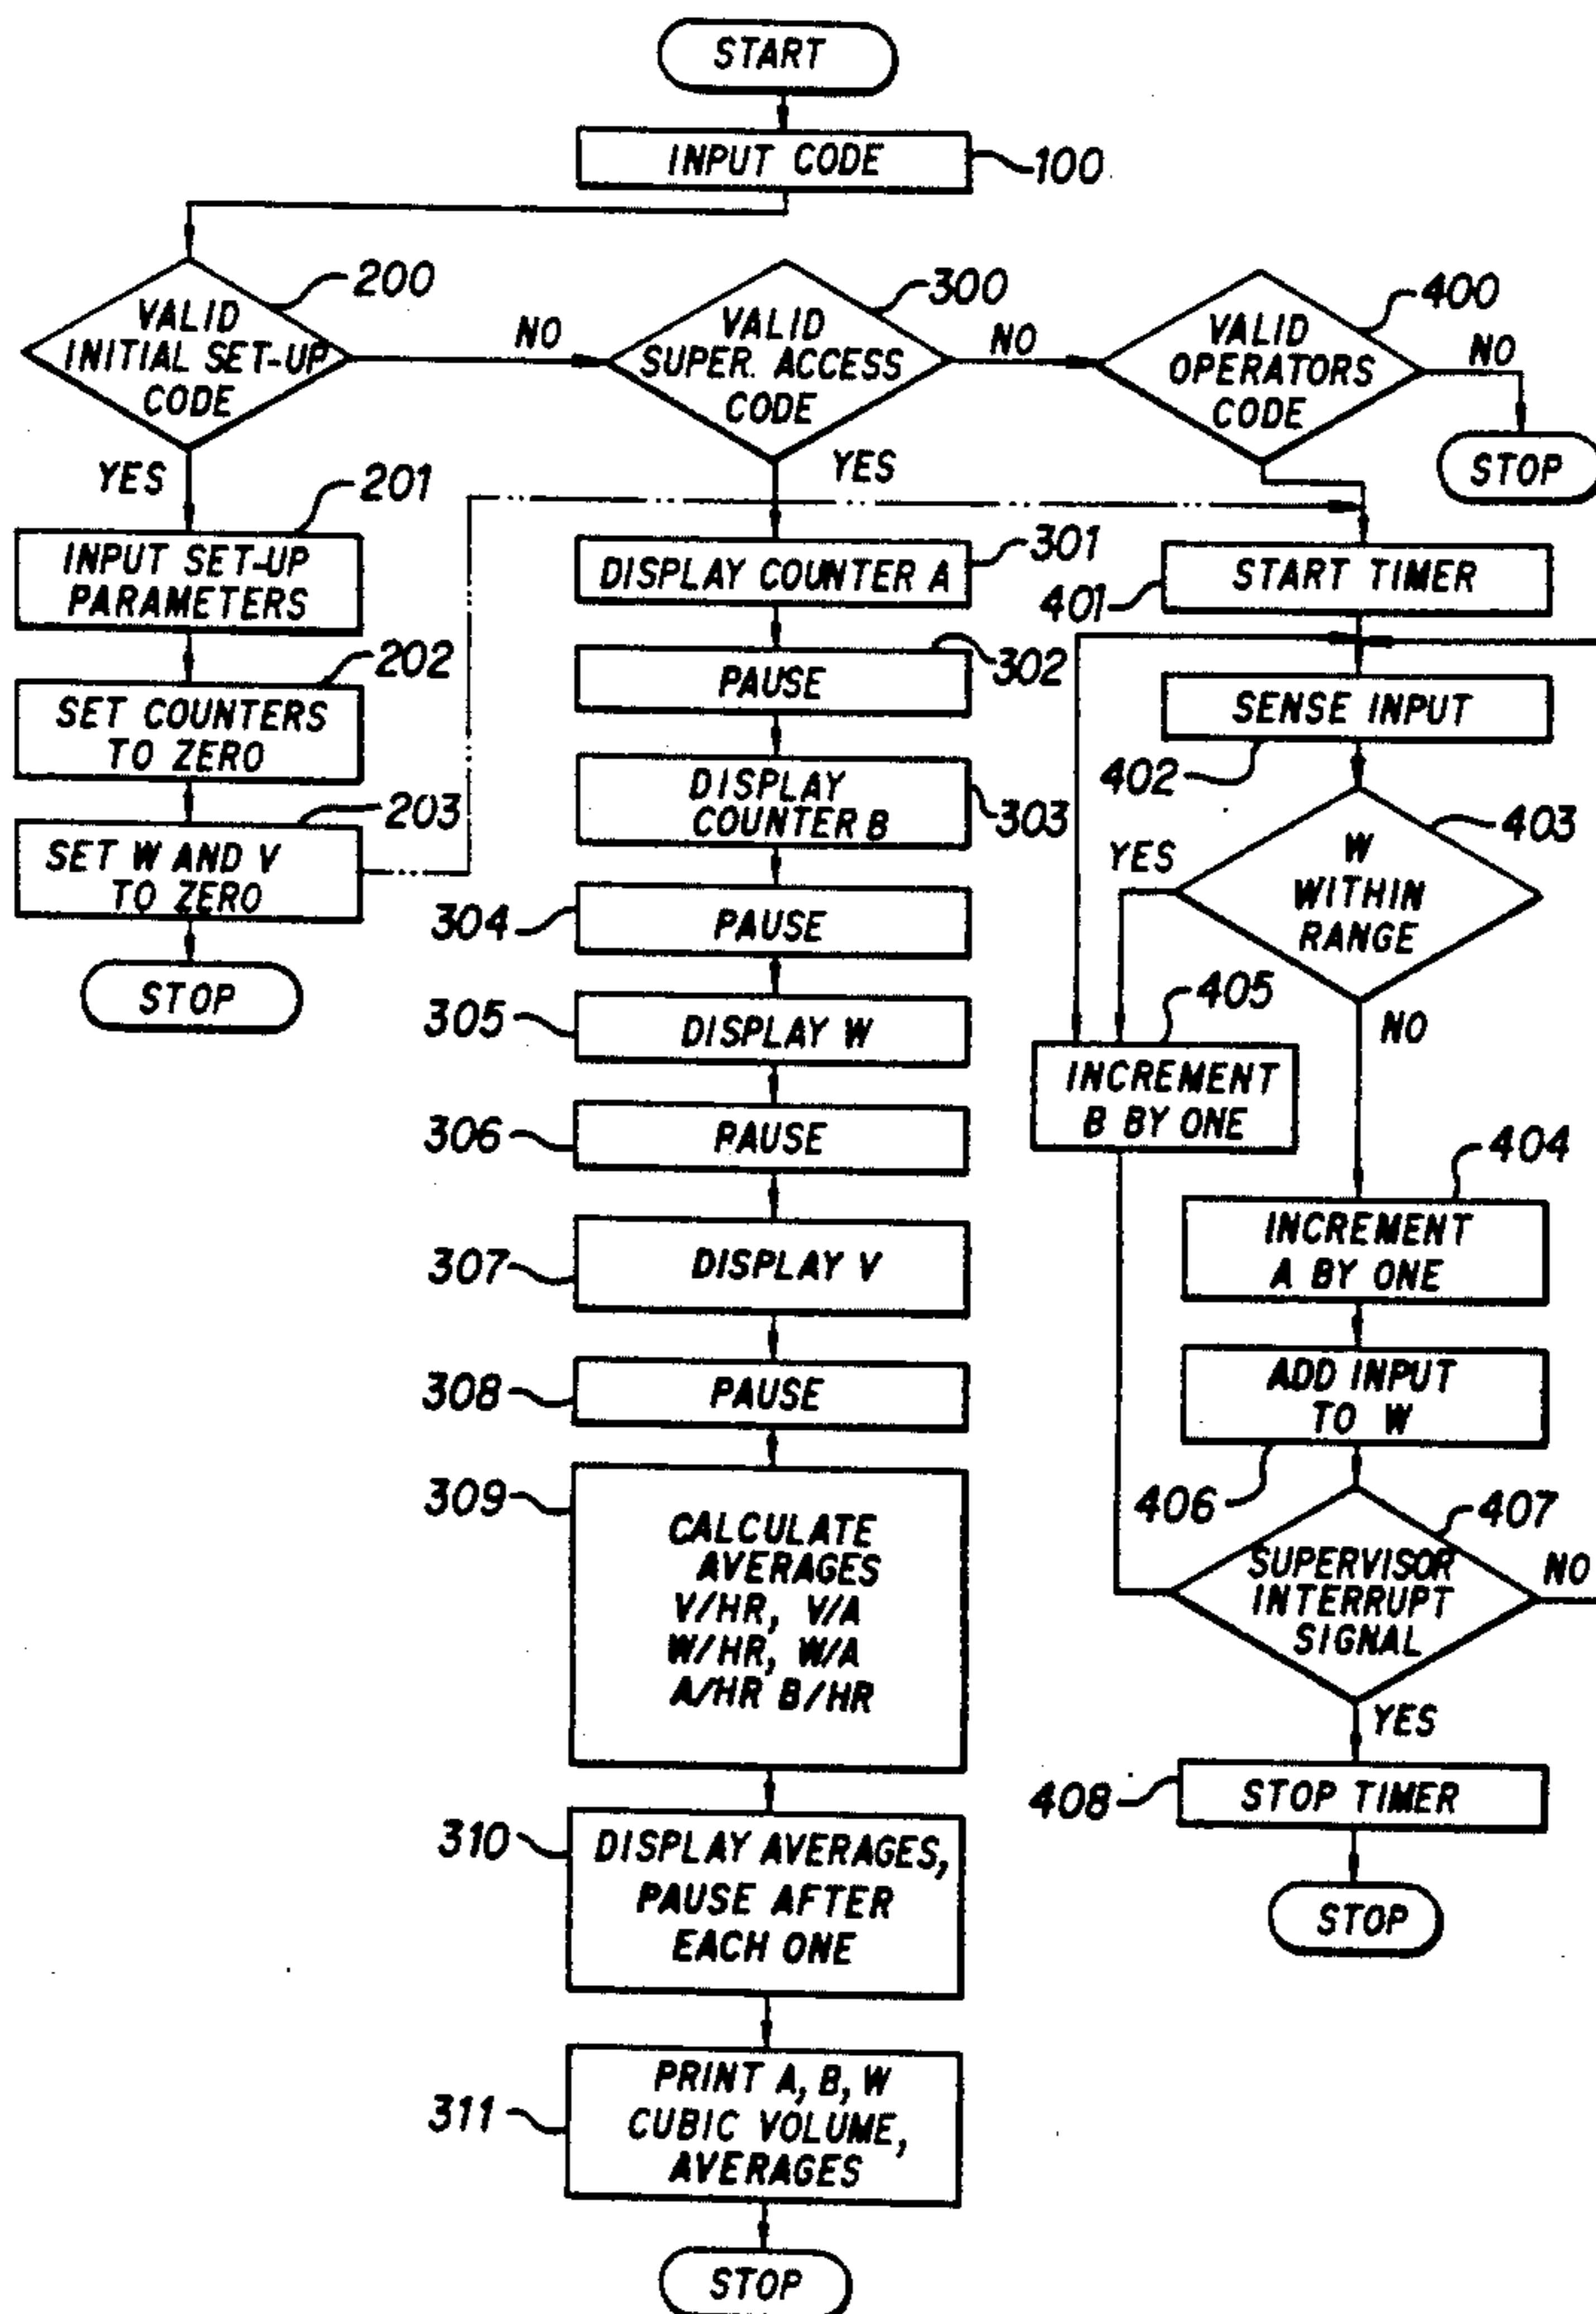 START
INPUT CODE
100
VALID
INITIAL SET-UP
CODE
200
NO
VALID
SUPER. ACCESS
CODE
300
NO
VALID
OPERATORS
CODE
400
NO
STOP
YES
201
INPUT SET-UP
PARAMETERS
202
SET COUNTERS
TO ZERO
203
SET W AND V
TO ZERO
STOP
YES
DISPLAY COUNTER A
301
PAUSE
302
DISPLAY
COUNTER B
303
304
PAUSE
305
DISPLAY W
306
PAUSE
307
DISPLAY V
308
PAUSE
309
CALCULATE
AVERAGES
V/HR, V/A
W/HR, W/A
A/HR B/HR
310
DISPLAY AVERAGES,
PAUSE AFTER
EACH ONE
311
PRINT A, B, W
CUBIC VOLUME,
AVERAGES
STOP
START TIMER
401
SENSE INPUT
402
403
W
WITHIN
RANGE
YES
NO
405
INCREMENT
B BY ONE
404
INCREMENT
A BY ONE
ADD INPUT
TO W
406
407
SUPERVISOR
INTERRUPT
SIGNAL
NO
YES
408
STOP TIMER
STOP